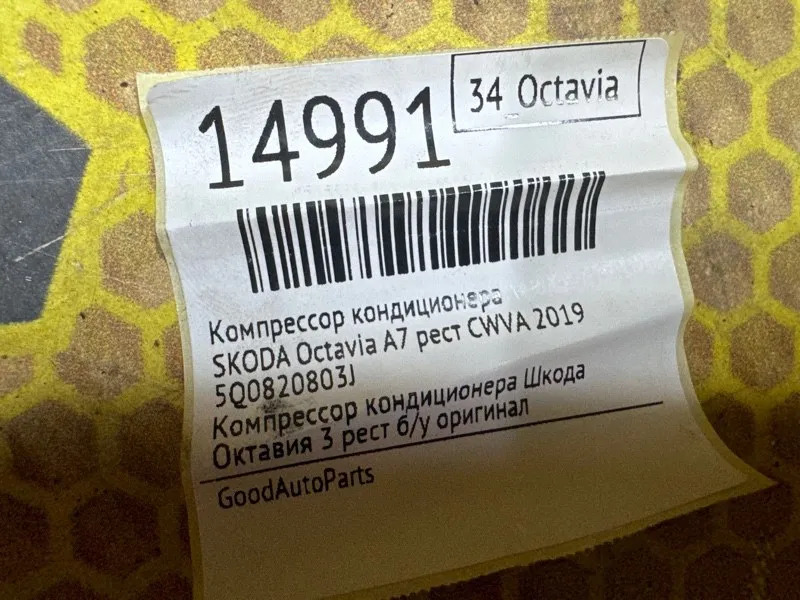 14991
34 Octavia
Компрессор кондиционера
SKODA Octavia A7 рест CWVA 2019
5Q0820803J
Компрессор кондиционера Шкода
Октавия 3 рест б/у оригинал
GoodAutoParts